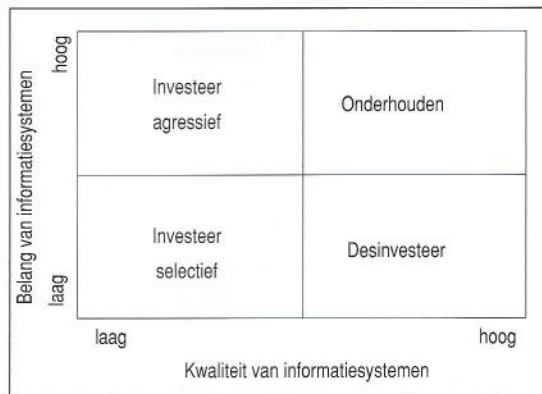 Belang van informatiesystemen
hoog
laag
Investeer
agressief
Onderhouden
Investeer
selectief
Desinvesteer
laag
hoog
Kwaliteit van informatiesystemen